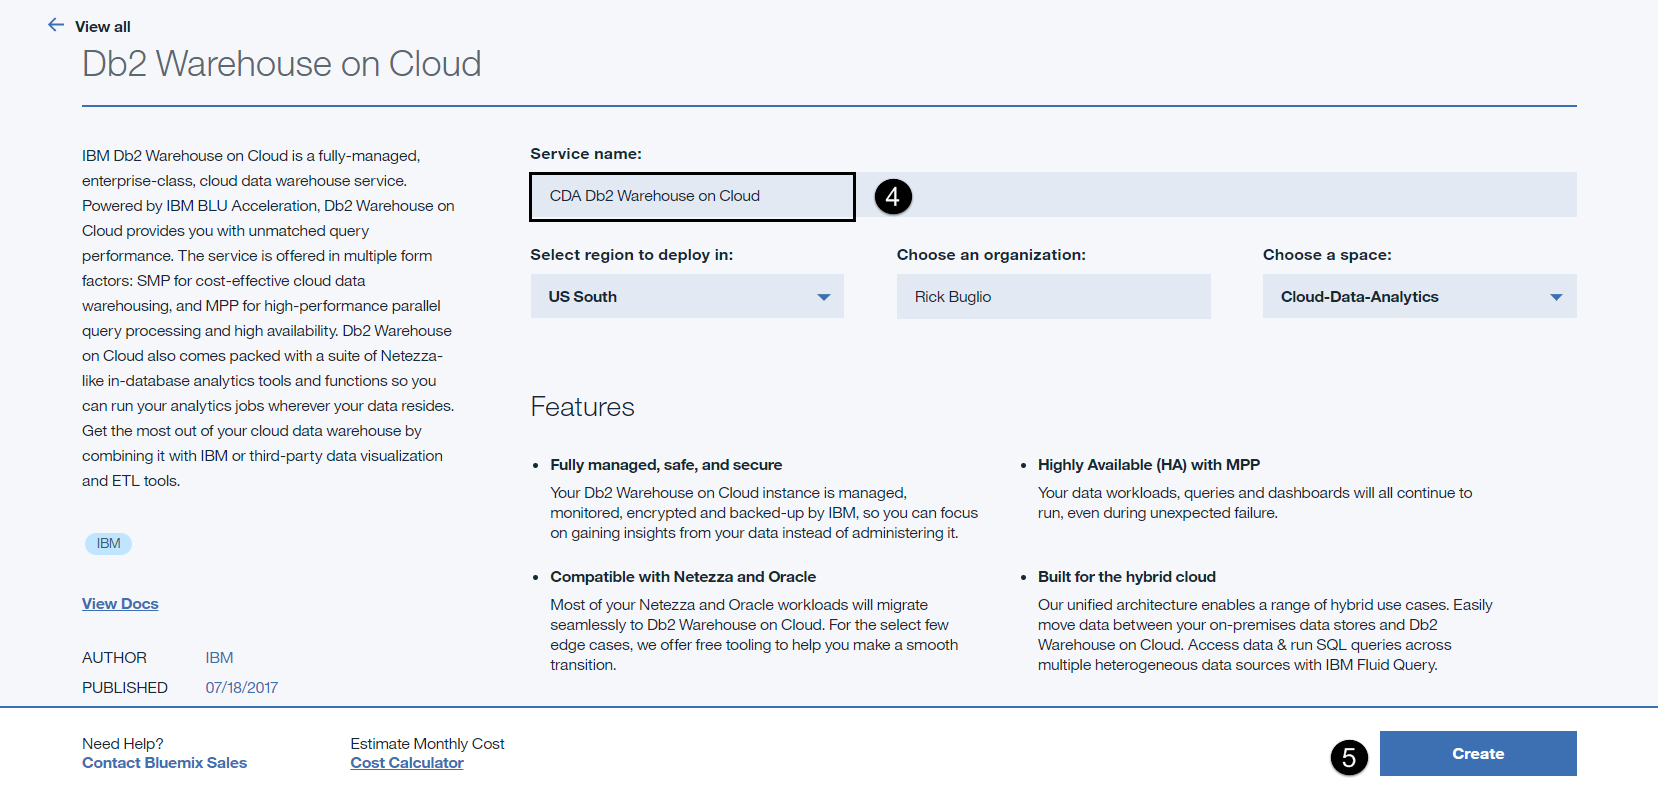 View all
Db2 Warehouse on Cloud
IBM Db2 Warehouse on Cloud is a fully-managed,
enterprise-class, cloud data warehouse service.
Powered by IBM BLU Acceleration, Db2 Warehouse on
Cloud provides you with unmatched query
performance. The service is offered in multiple form
factors: SMP for cost-effective cloud data
warehousing, and MPP for high-performance parallel
query processing and high availability. Db2 Warehouse
on Cloud also comes packed with a suite of Netezza-
like in-database analytics tools and functions so you
can run your analytics jobs wherever your data resides.
Get the most out of your cloud data warehouse by
combining it with IBM or third-party data visualization
and ETL tools.
IBM
View Docs
AUTHOR IBM
PUBLISHED 07/18/2017
Service name:
CDA Db2 Warehouse on Cloud 4
Select region to deploy in: Choose an organization: Choose a space:
US South Rick Buglio Cloud-Data-Analytics
Features
• Fully managed, safe, and secure
Your Db2 Warehouse on Cloud instance is managed,
monitored, encrypted and backed-up by IBM, so you can focus
on gaining insights from your data instead of administering it.
• Highly Available (HA) with MPP
Your data workloads, queries and dashboards will all continue to
run, even during unexpected failure.
• Compatible with Netezza and Oracle
Most of your Netezza and Oracle workloads will migrate
seamlessly to Db2 Warehouse on Cloud. For the select few
edge cases, we offer free tooling to help you make a smooth
transition.
• Built for the hybrid cloud
Our unified architecture enables a range of hybrid use cases. Easily
move data between your on-premises data stores and Db2
Warehouse on Cloud. Access data & run SQL queries across
multiple heterogeneous data sources with IBM Fluid Query.
Need Help?
Contact Bluemix Sales
Estimate Monthly Cost
Cost Calculator
5 Create